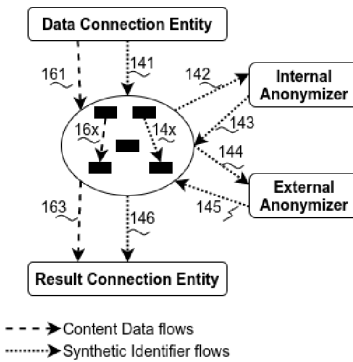 Data Connection Entity
161
141
142
Internal
Anonymizer
143
16x
14x
144
External
Anonymizer
163
146
145
Result Connection Entity
Content Data flows
Synthetic Identifier flows